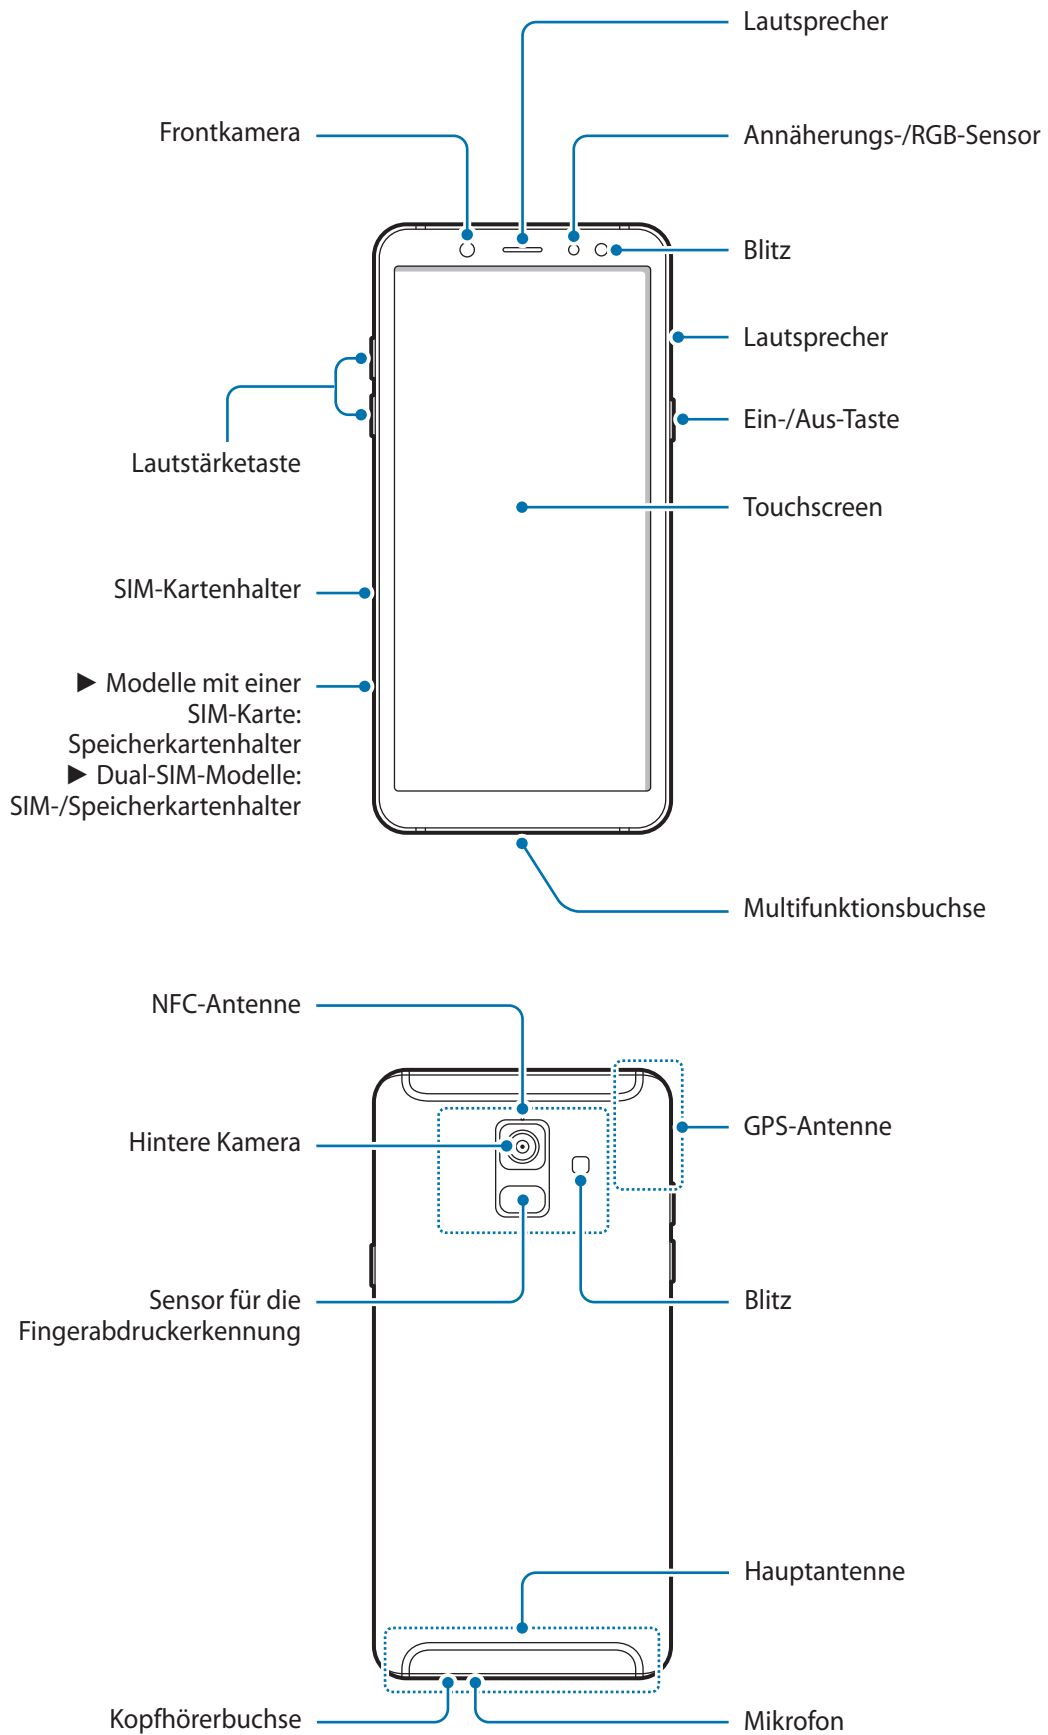 Lautsprecher
Frontkamera
Annäherungs-/RGB-Sensor
Blitz
Lautsprecher
Ein-/Aus-Taste
Lautstärketaste
Touchscreen
SIM-Kartenhalter
► Modelle mit einer
SIM-Karte:
Speicherkartenhalter
► Dual-SIM-Modelle:
SIM-/Speicherkartenhalter
Multifunktionsbuchse
NFC-Antenne
GPS-Antenne
Hintere Kamera
Sensor für die
Fingerabdruckerkennung
Blitz
Hauptantenne
Kopfhörerbuchse
Mikrofon